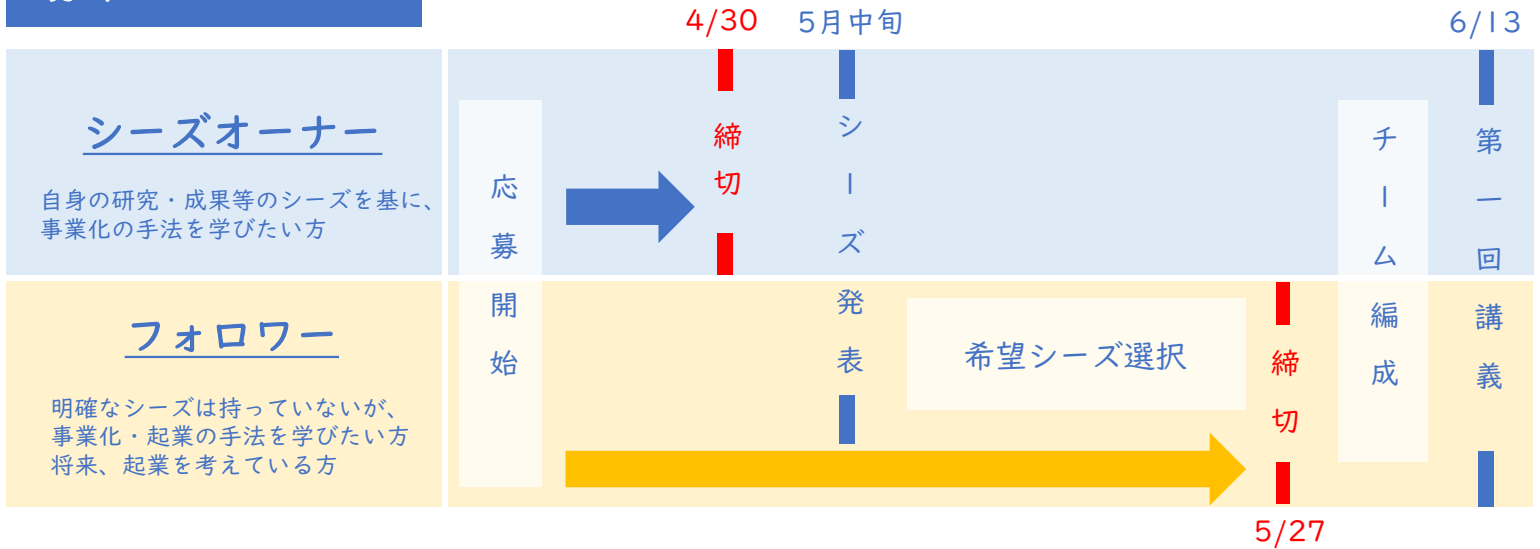 4/30
5月中旬
6/13
シーズオーナー
自身の研究・成果等のシーズを基に、
事業化の手法を学びたい方
応募開始
締切
シーズ発表
チーム編成
第一回講義
フォロワー
明確なシーズは持っていないが、
事業化・起業の手法を学びたい方
将来、起業を考えている方
希望シーズ選択
締切
5/27